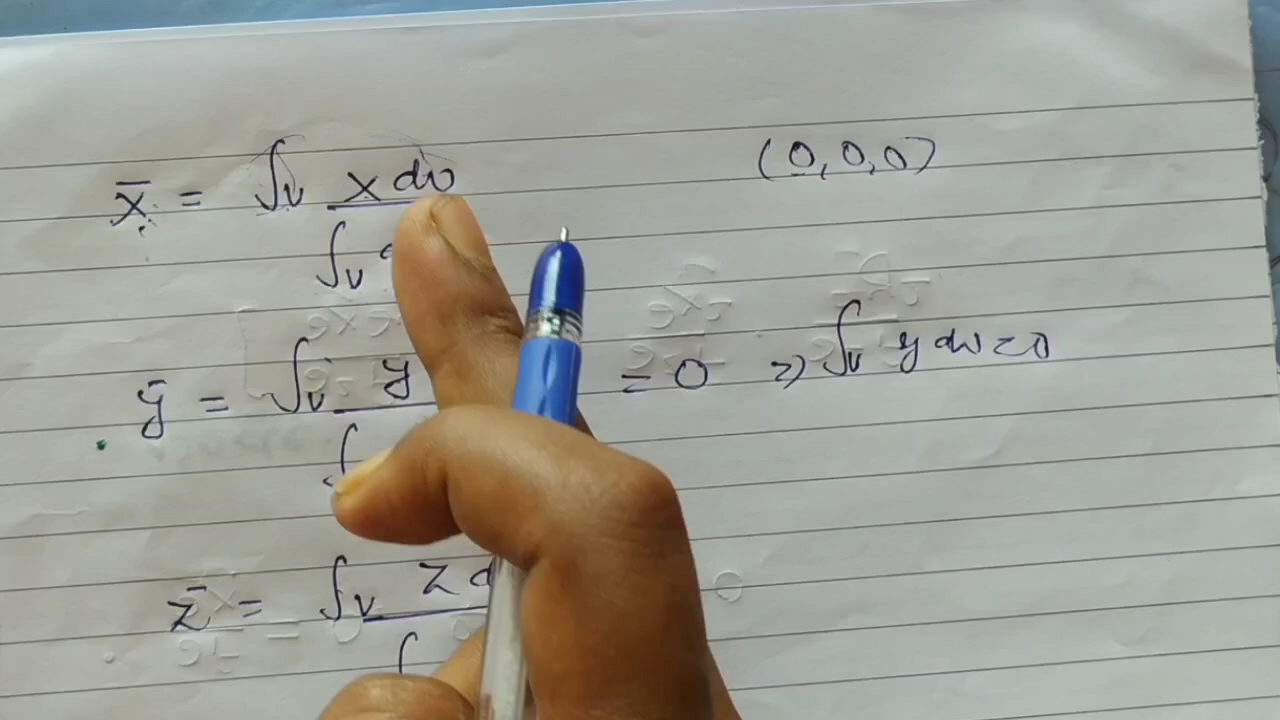 x̄ = ∫v x dv (0,0,0)
∫v
ȳ = ∫v y = 0 ⇒ ∫v y dv = 0
∫
z̄ = ∫v z d
∫